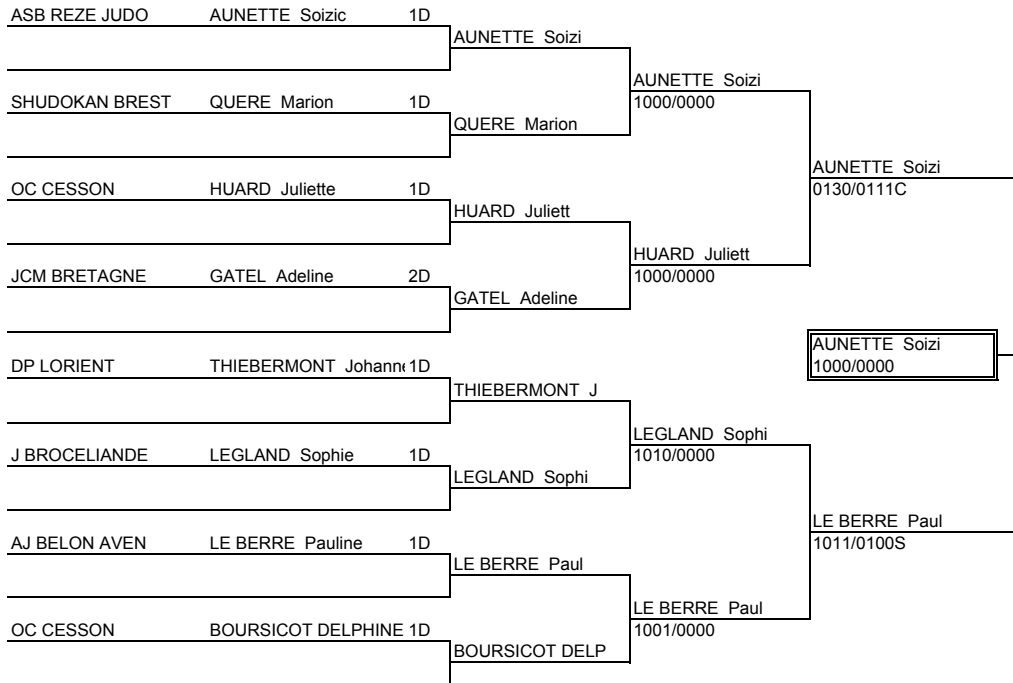 ASB REZE JUDO AUNETTE Soizic 1D
AUNETTE Soizi
AUNETTE Soizi
1000/0000
SHUDOKAN BREST QUERE Marion 1D
QUERE Marion
AUNETTE Soizi
0130/0111C
OC CESSON HUARD Juliette 1D
HUARD Juliett
HUARD Juliett
1000/0000
JCM BRETAGNE GATEL Adeline 2D
GATEL Adeline
AUNETTE Soizi
1000/0000
DP LORIENT THIEBERMONT Johanne 1D
THIEBERMONT J
LEGLAND Sophi
1010/0000
J BROCELIANDE LEGLAND Sophie 1D
LEGLAND Sophi
LE BERRE Paul
1011/0100S
AJ BELON AVEN LE BERRE Pauline 1D
LE BERRE Paul
LE BERRE Paul
1001/0000
OC CESSON BOURSICOT DELPHINE 1D
BOURSICOT DELP